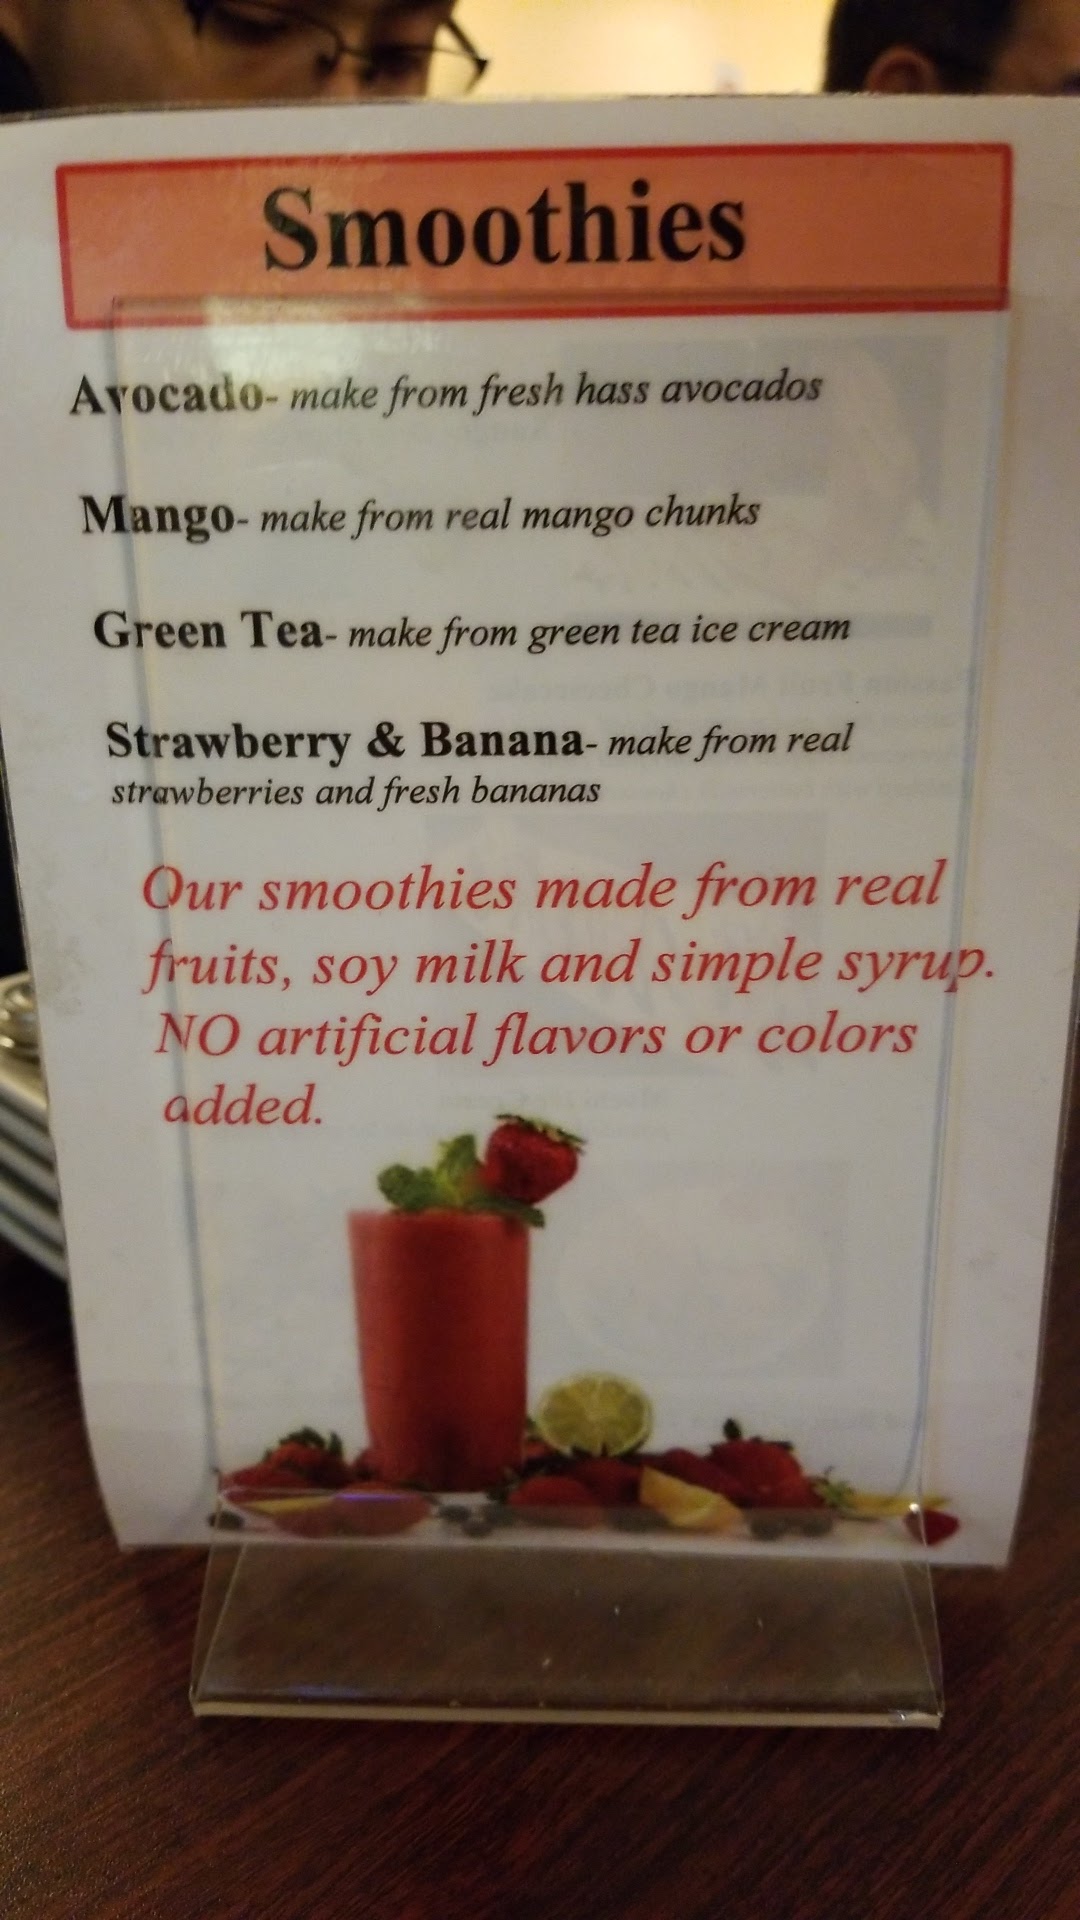 Smoothies
Avocado- make from fresh hass avocados
Mango- make from real mango chunks
Green Tea- make from green tea ice cream
Strawberry & Banana- make from real
strawberries and fresh bananas
Our smoothies made from real
fruits, soy milk and simple syrup.
NO artificial flavors or colors
added.